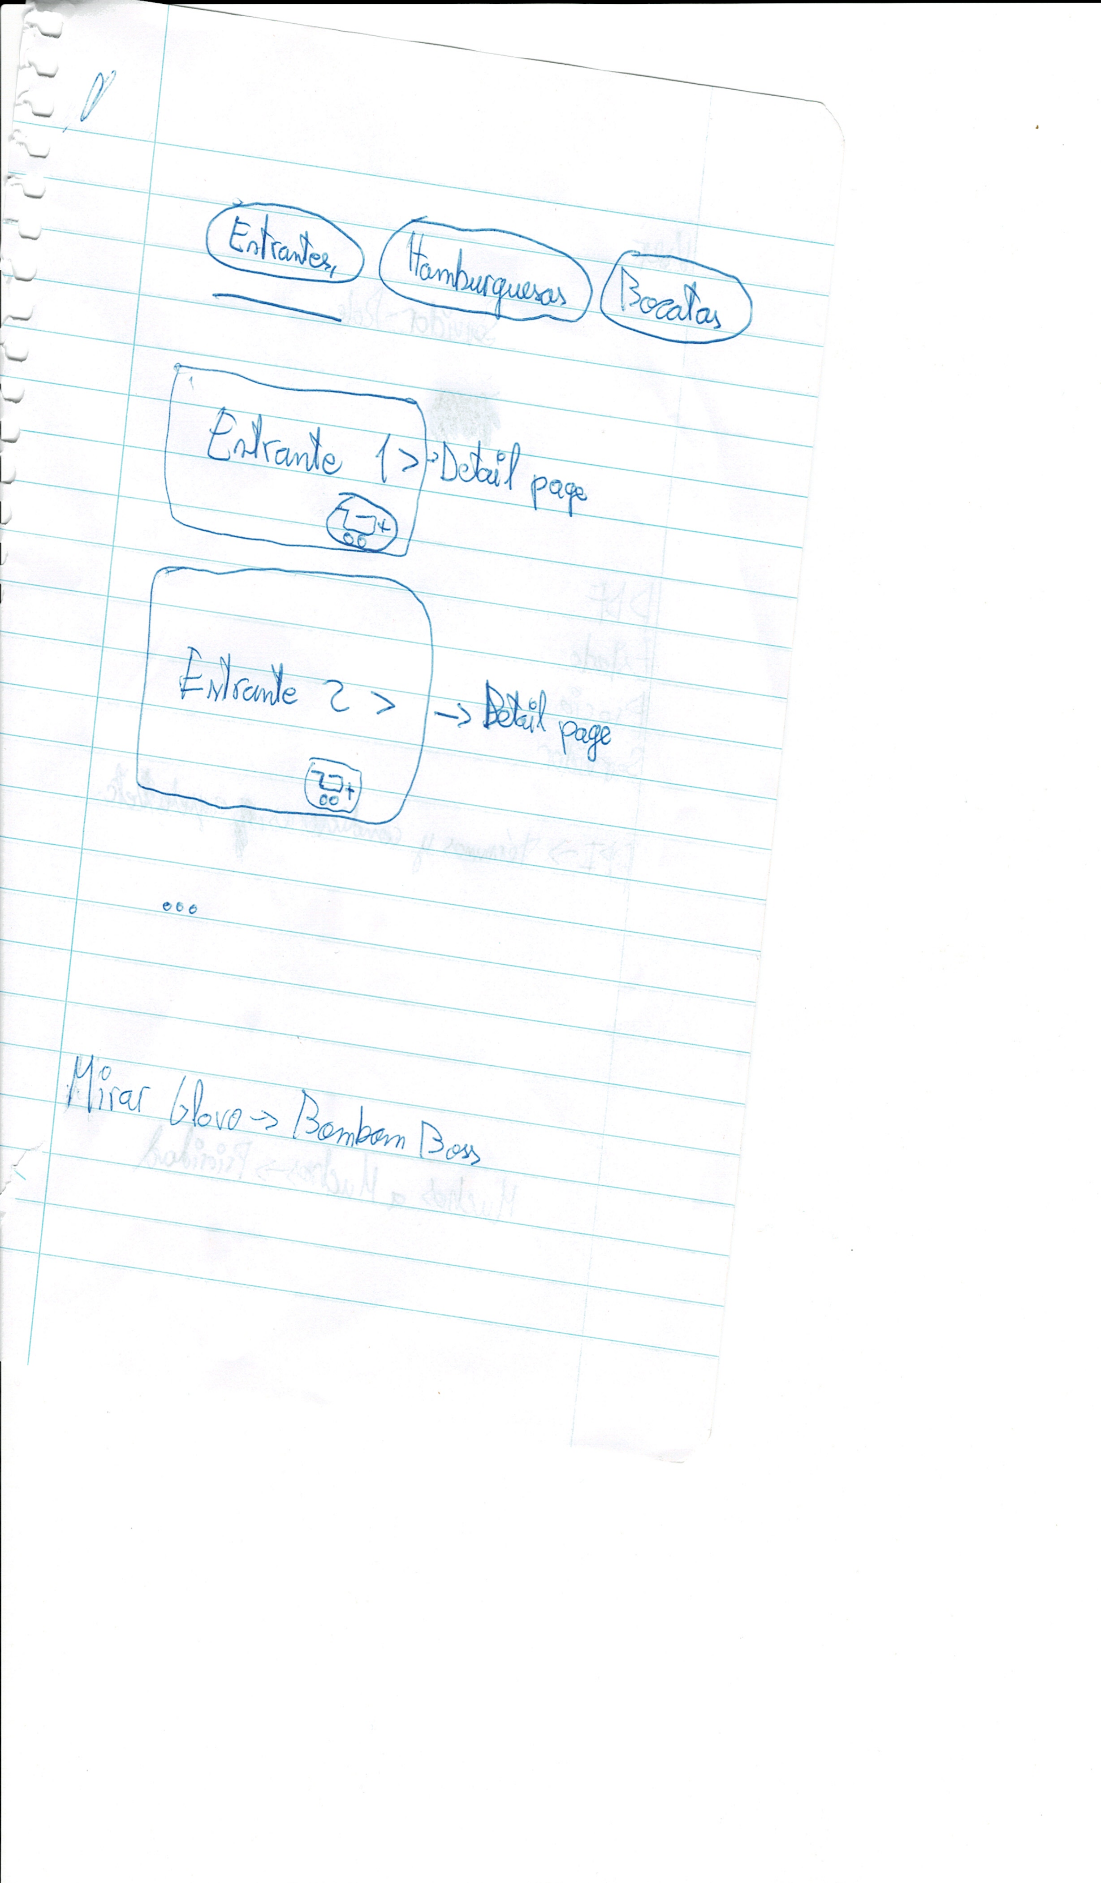 Entrantes, Hamburguesas Bocatas
Entrante 1 > → Detail page
Entrante 2 > → Detail page
...
Mirar Glovo → Bombom Boss